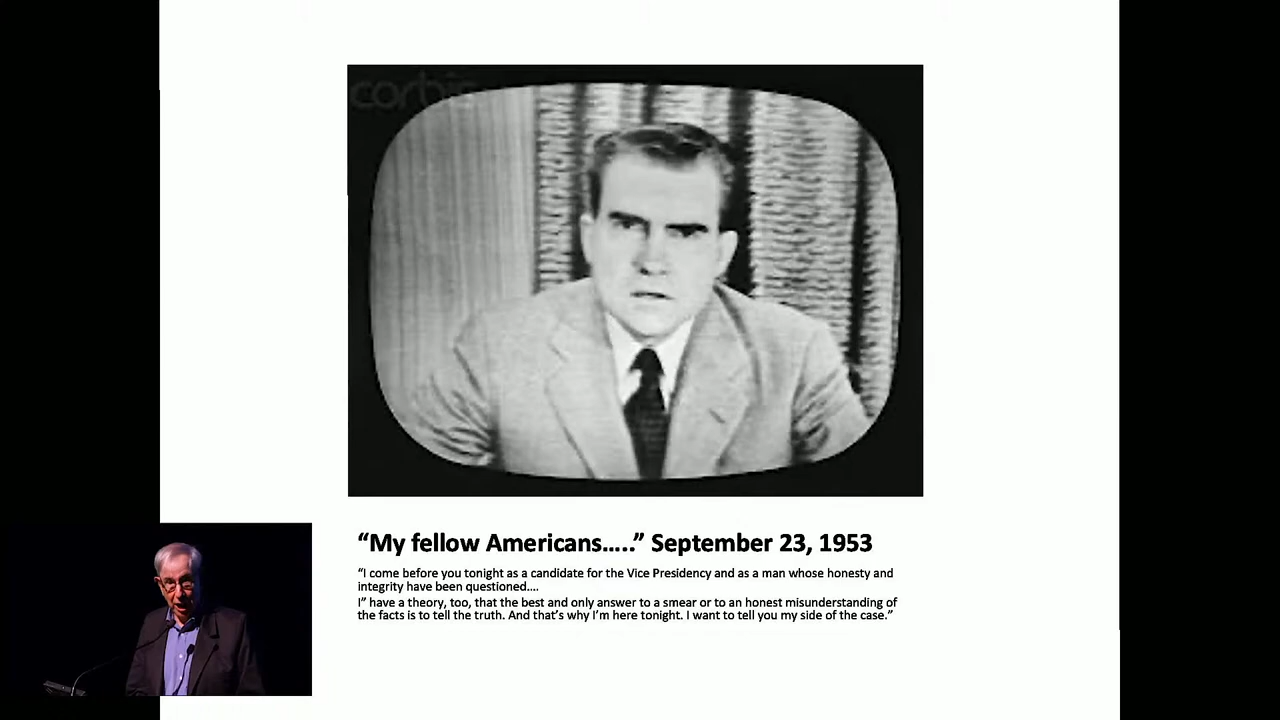 corbis
“My fellow Americans…..” September 23, 1953
“I come before you tonight as a candidate for the Vice Presidency and as a man whose honesty and
integrity have been questioned….
I” have a theory, too, that the best and only answer to a smear or to an honest misunderstanding of
the facts is to tell the truth. And that’s why I’m here tonight. I want to tell you my side of the case.”